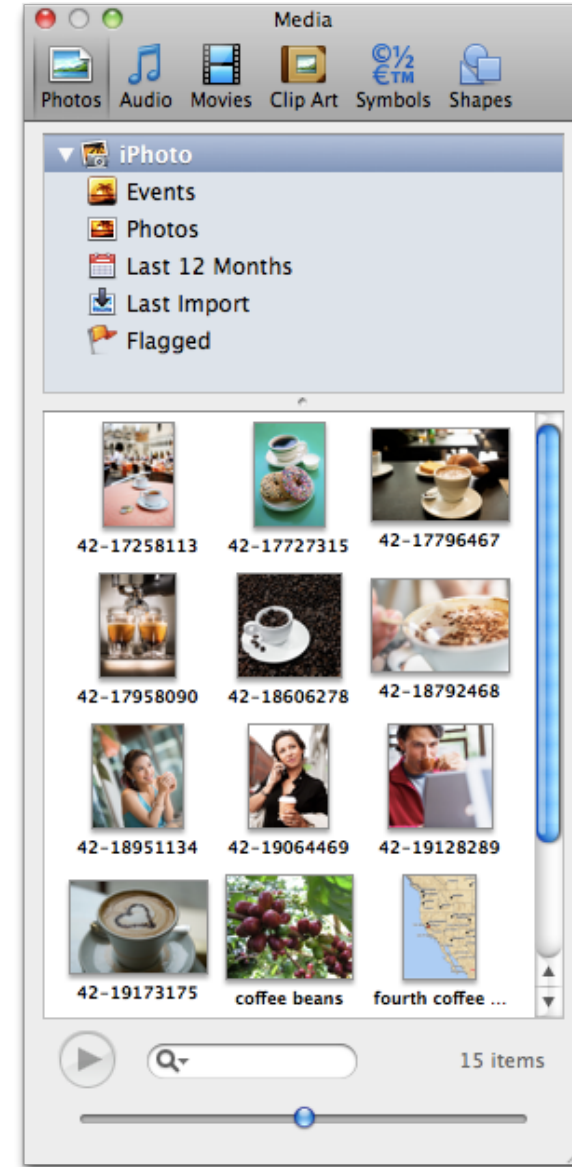 Media
Photos Audio Movies Clip Art Symbols Shapes
iPhoto
Events
Photos
Last 12 Months
Last Import
Flagged
42-17258113 42-17727315 42-17796467
42-17958090 42-18606278 42-18792468
42-18951134 42-19064469 42-19128289
42-19173175 coffee beans fourth coffee ...
15 items